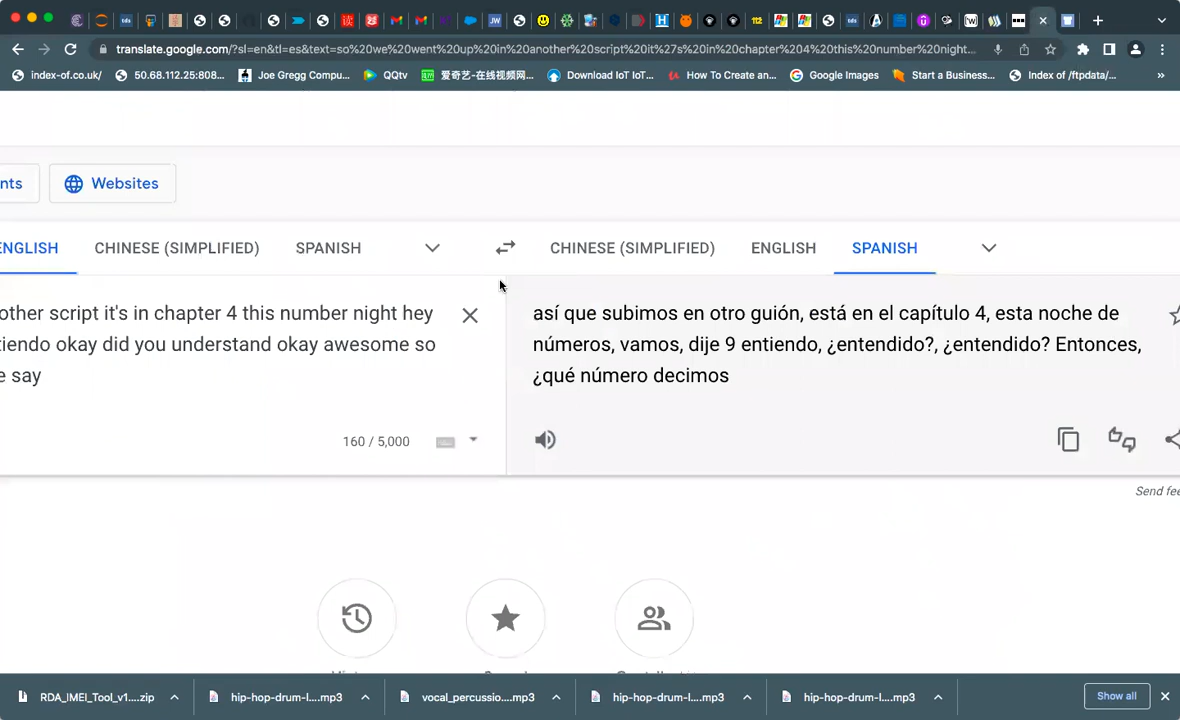 translate.google.com/?sl=en&tl=es&text=so%20we%20went%20up%20in%20another%20script%20it%27s%20in%20chapter%204%20this%20number%20night...
index-of.co.uk/
50.68.112.25:808...
Joe Gregg Compu...
QQtv
爱奇艺-在线视频网...
Download IoT IoT...
How To Create an...
Google Images
Start a Business...
Index of /ftpdata/...
»
nts
Websites
ENGLISH
CHINESE (SIMPLIFIED)
SPANISH
CHINESE (SIMPLIFIED)
ENGLISH
SPANISH
other script it's in chapter 4 this number night hey
tiendo okay did you understand okay awesome so
e say
160 / 5,000
así que subimos en otro guión, está en el capítulo 4, esta noche de
números, vamos, dije 9 entiendo, ¿entendido?, ¿entendido? Entonces,
¿qué número decimos
Send fee
RDA_IMEI_Tool_v1....zip
hip-hop-drum-l....mp3
vocal_percussio....mp3
hip-hop-drum-l....mp3
hip-hop-drum-l....mp3
Show all